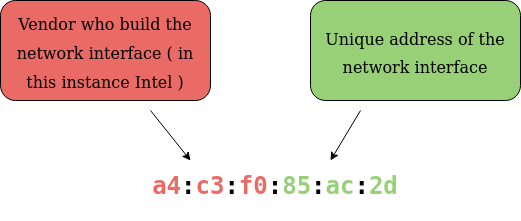 Vendor who build the
network interface ( in
this instance Intel )
Unique address of the
network interface
a4:c3:f0:85:ac:2d